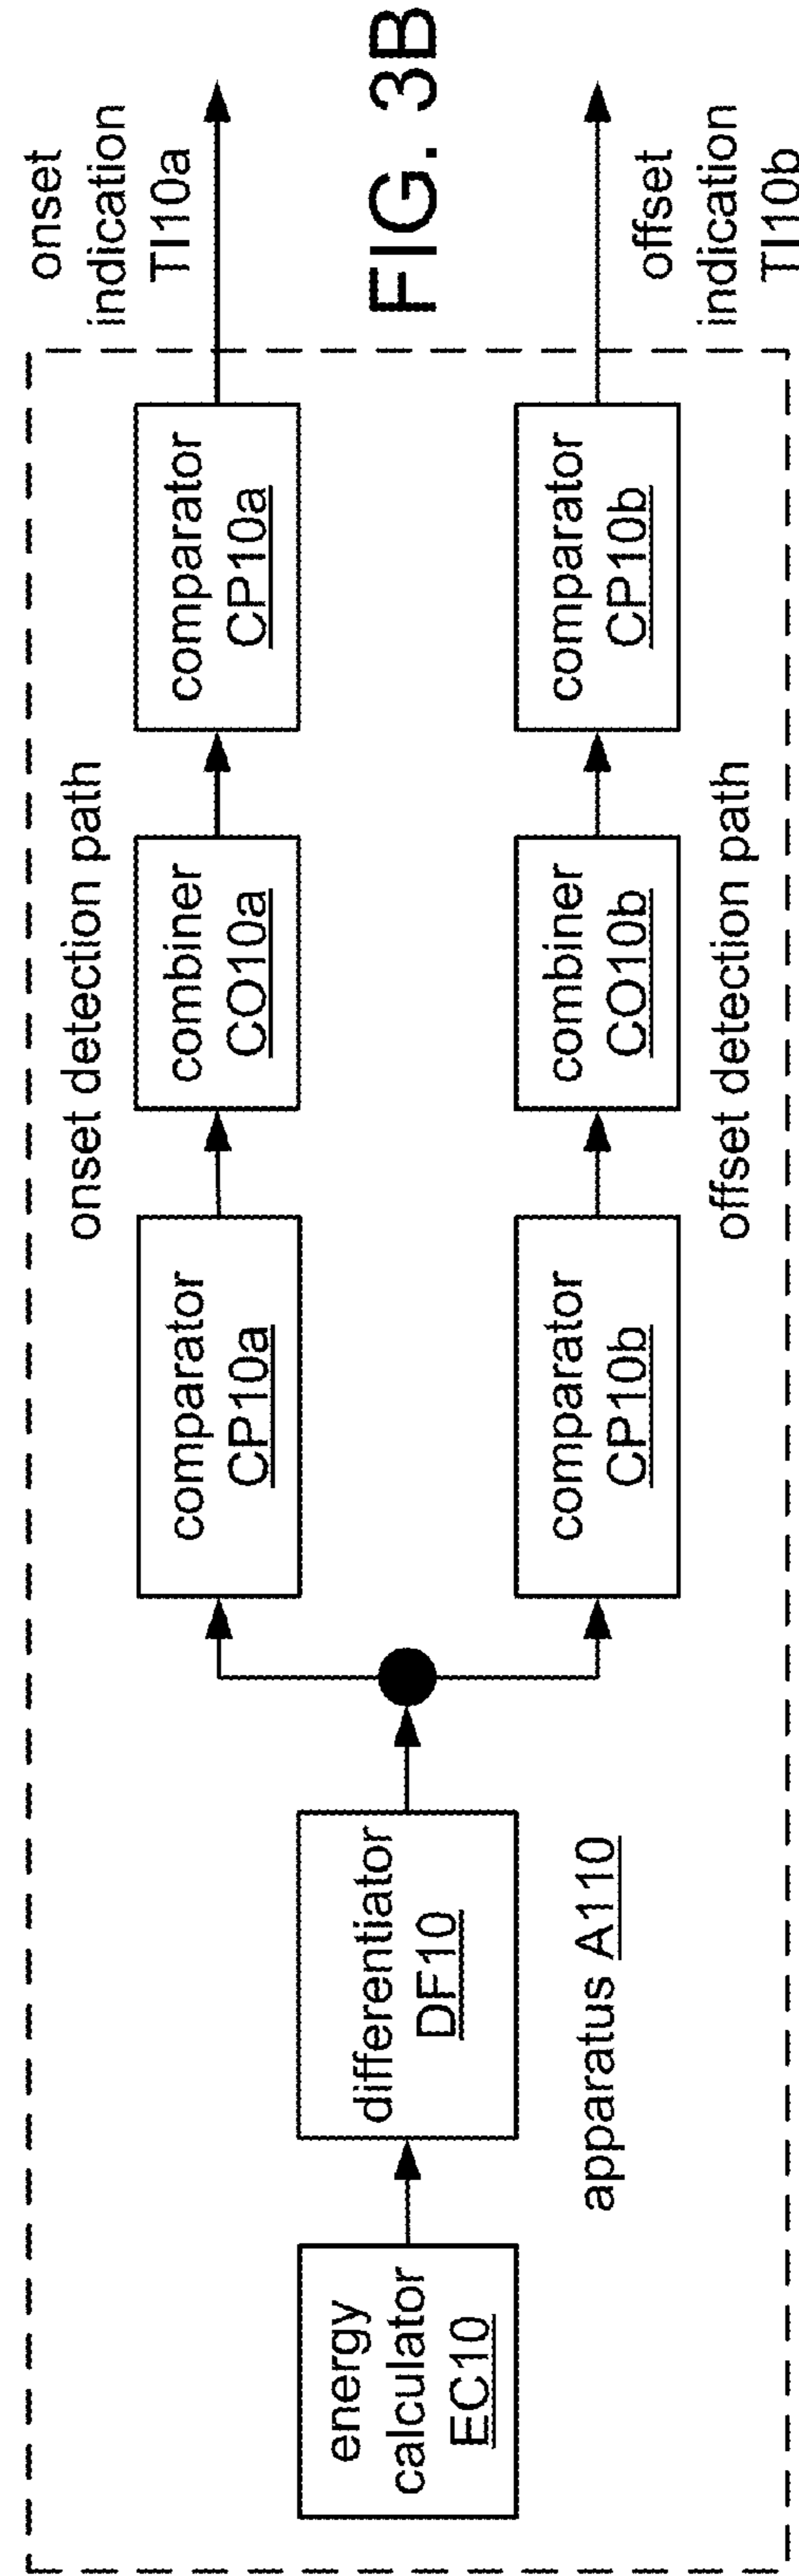 energy
calculator
EC10
differentiator
DF10
apparatus A110
onset detection path
comparator
CP10a
combiner
CO10a
comparator
CP10a
onset
indication
TI10a
comparator
CP10b
combiner
CO10b
comparator
CP10b
offset detection path
offset
indication
TI10b
FIG. 3B